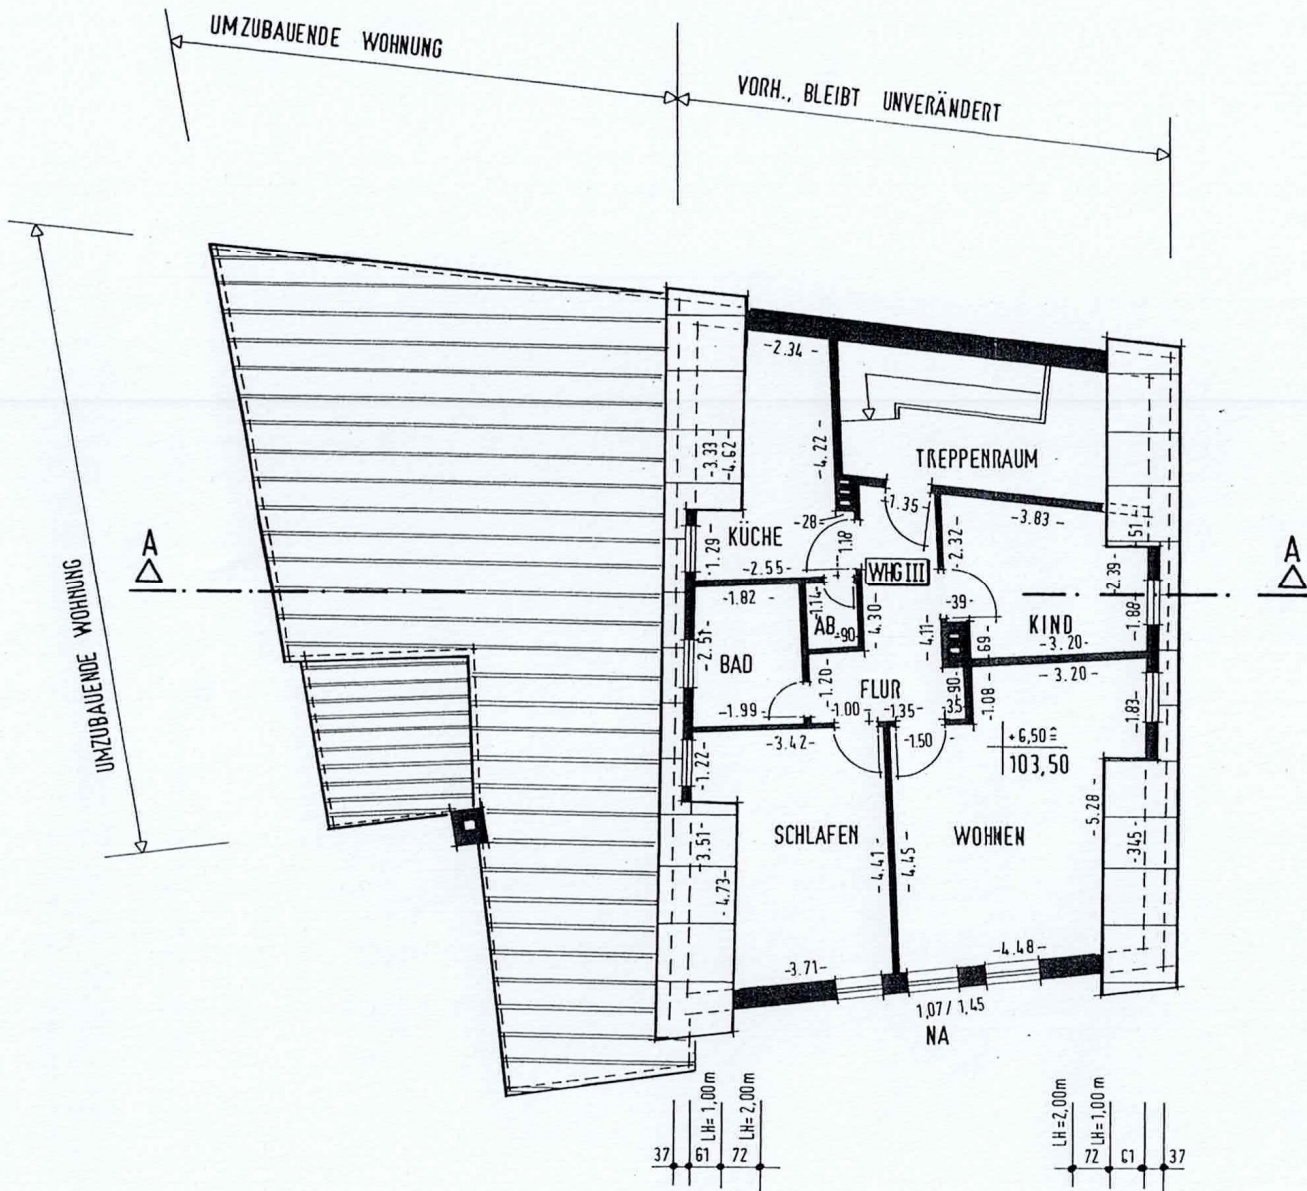 UMZUBAUENDE WOHNUNG
VORH., BLEIBT UNVERÄNDERT
UMZUBAUENDE WOHNUNG
-2.34-
-4.22-
-3.33-
-4.62-
TREPPENRAUM
-1.35-
-3.83-
-28-
KÜCHE
-1.29-
-1.18
-2.32-
51
-2.55-
WHG III
-2.39-
A
A
-1.82
-1.14-
-39-
-1.88-
AB
-90-
-4.30-
-4.11-
69-
KIND
-3.20-
-2.51-
BAD
-1.20
FLUR
-90-
-1.08-
-3.20-
-1.99-
-1.00
-135-
35
-1.83-
-3.42-
-1.50
+6,50
103,50
-1.22-
-5.28-
-3.51-
SCHLAFEN
WOHNEN
-345-
-4.73-
-4.41-
-4.45-
-3.71-
-4.48-
1,07 / 1,45
NA
LH=1,00m
LH=2,00m
LH=2,00m
LH=1,00m
37 61 72
72 61 37